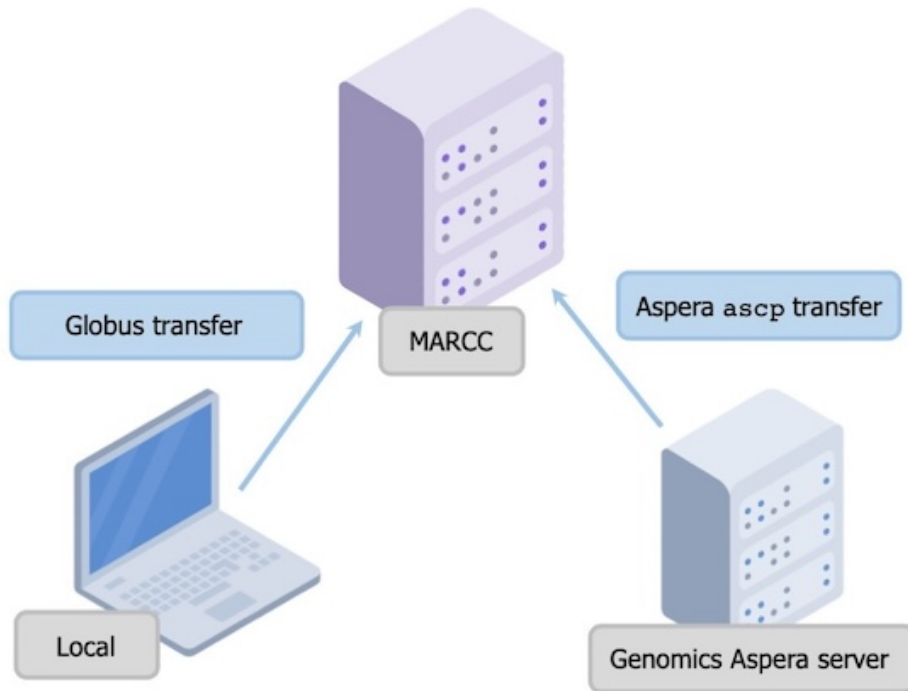 Globus transfer
Aspera ascp transfer
MARCC
Local
Genomics Aspera server